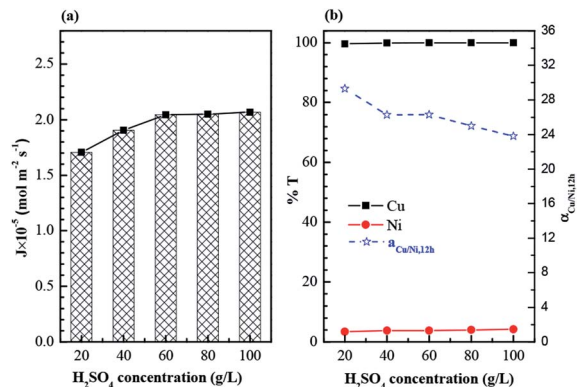 (a)
2.5
2.0
1.5
1.0
0.5
0.0
J×10⁻⁵ (mol m⁻² s⁻¹)
20 40 60 80 100
H₂SO₄ concentration (g/L)
(b)
100
80
60
40
20
0
% T
Cu
Ni
a Cu/Ni,12h
36
32
28
24
20
16
12
8
4
0
α Cu/Ni,12h
20 40 60 80 100
H₂SO₄ concentration (g/L)